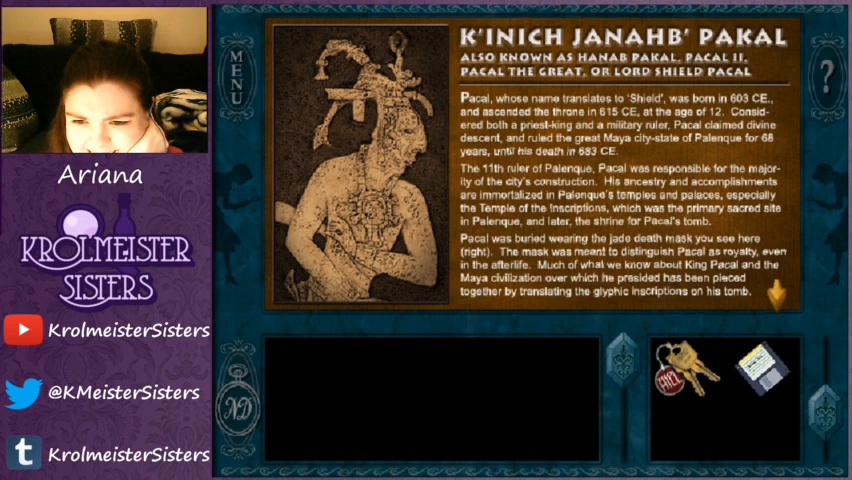 MENU
K'INICH JANAHB' PAKAL
ALSO KNOWN AS HANAB PAKAL, PACAL II,
PACAL THE GREAT, OR LORD SHIELD PACAL
?
Pacal, whose name translates to 'Shield', was born in 603 CE.,
and ascended the throne in 615 CE, at the age of 12. Consid-
ered both a priest-king and a military ruler, Pacal claimed divine
descent, and ruled the great Maya city-state of Palenque for 68
years, until his death in 683 CE.
The 11th ruler of Palenque, Pacal was responsible for the major-
ity of the city's construction. His ancestry and accomplishments
are immortalized in Palenque's temples and palaces, especially
the Temple of the Inscriptions, which was the primary sacred site
in Palenque, and later, the shrine for Pacal's tomb.
Pacal was buried wearing the jade death mask you see here
(right). The mask was meant to distinguish Pacal as royalty, even
in the afterlife. Much of what we know about King Pacal and the
Maya civilization over which he presided has been pieced
together by translating the glyphic inscriptions on his tomb.
Ariana
KROLMEISTER
SISTERS
KrolmeisterSisters
@KMeisterSisters
t KrolmeisterSisters
ND